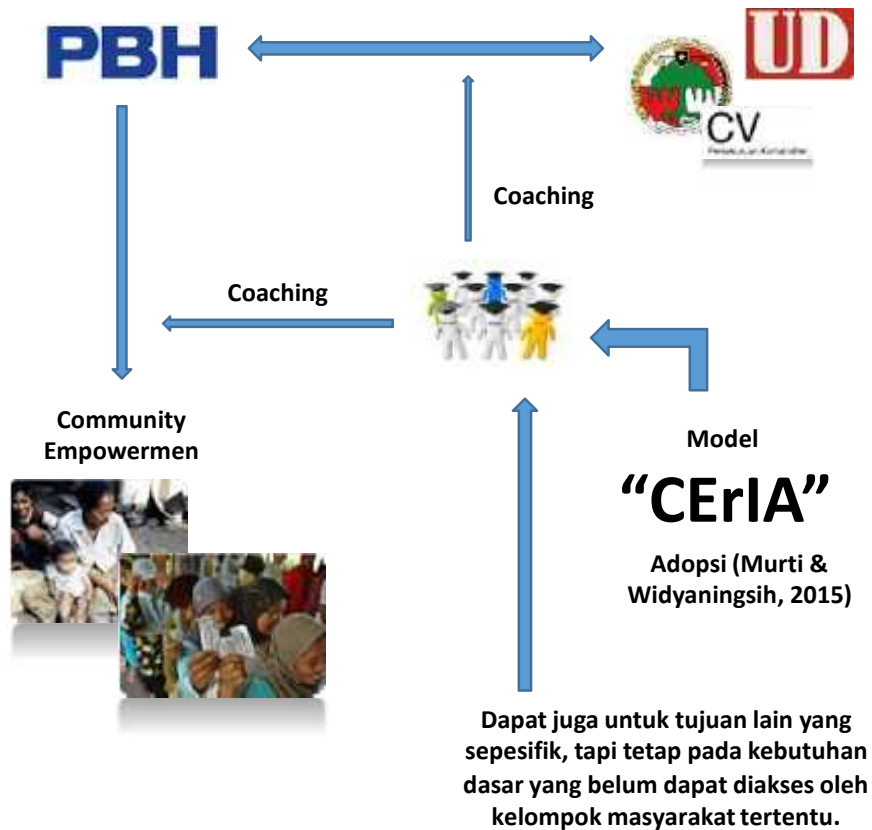 PBH
UD
CV
Coaching
Coaching
Community
Empowermen
Model
“CErIA”
Adopsi (Murti &
Widyaningsih, 2015)
Dapat juga untuk tujuan lain yang
sepesifik, tapi tetap pada kebutuhan
dasar yang belum dapat diakses oleh
kelompok masyarakat tertentu.